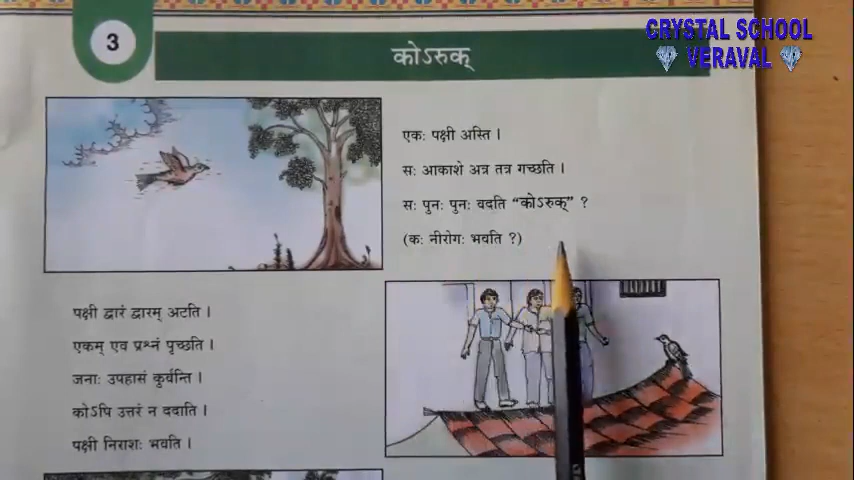 CRYSTAL SCHOOL
VERAVAL
3
कोऽरुक्
एकः पक्षी अस्ति ।
सः आकाशे अत्र तत्र गच्छति ।
सः पुनः पुनः वदति “कोऽरुक्” ?
(कः नीरोगः भवति ?)
पक्षी द्वारं द्वारम् अटति ।
एकम् एव प्रश्नं पृच्छति ।
जनाः उपहासं कुर्वन्ति ।
कोऽपि उत्तरं न ददाति ।
पक्षी निराशः भवति ।